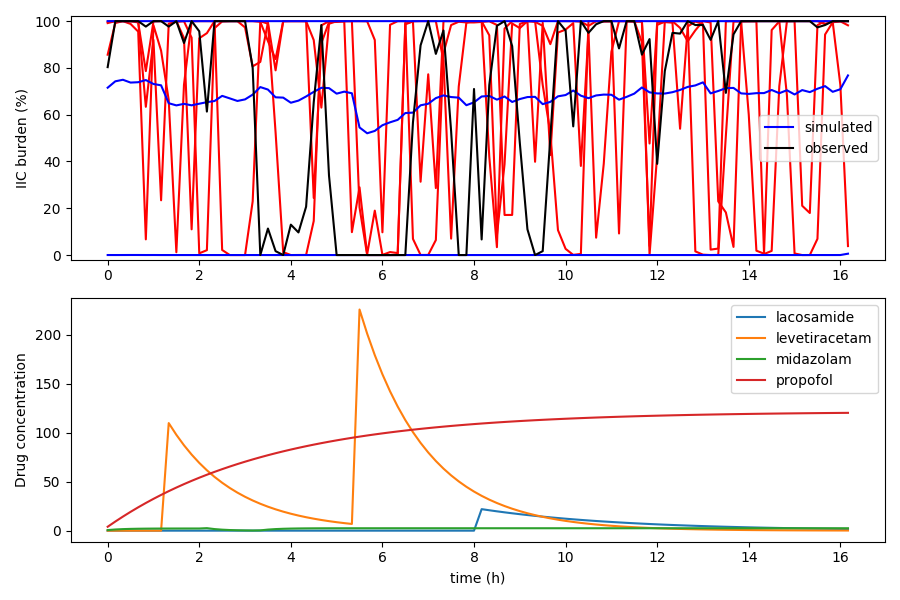 IIC burden (%)
100
80
60
40
20
0
simulated
observed
0 2 4 6 8 10 12 14 16
Drug concentration
200
150
100
50
0
lacosamide
levetiracetam
midazolam
propofol
0 2 4 6 8 10 12 14 16
time (h)